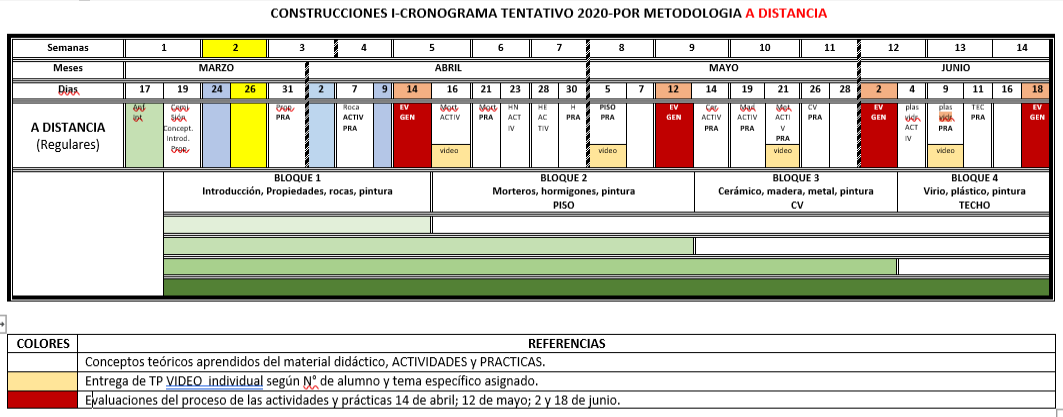 CONSTRUCCIONES I-CRONOGRAMA TENTATIVO 2020-POR METODOLOGIA A DISTANCIA
Semanas 1 2 3 4 5 6 7 8 9 10 11 12 13 14
Meses MARZO ABRIL MAYO JUNIO
Días 17 19 24 26 31 2 7 9 14 16 21 23 28 30 5 7 12 14 19 21 26 28 2 4 9 11 16 18
A DISTANCIA
(Regulares)
Concept.
Introd.
Prop.
Prop.
PRA
Roca
ACTIV
PRA
EV
GEN
Mort
ACTIV
video
Mort
PRA
HN
ACT
IV
HE
AC
TIV
H
PRA
PISO
PRA
video
EV
GEN
Cer
ACTIV
PRA
Mad
ACTIV
PRA
Met
ACTI
V
PRA
video
CV
PRA
EV
GEN
plas
vidr
ACT
IV
plas
vidr
PRA
video
TEC
PRA
EV
GEN
BLOQUE 1
Introducción, Propiedades, rocas, pintura
BLOQUE 2
Morteros, hormigones, pintura
PISO
BLOQUE 3
Cerámico, madera, metal, pintura
CV
BLOQUE 4
Virio, plástico, pintura
TECHO
COLORES REFERENCIAS
Conceptos teóricos aprendidos del material didáctico, ACTIVIDADES y PRACTICAS.
Entrega de TP VIDEO individual según N° de alumno y tema específico asignado.
Evaluaciones del proceso de las actividades y prácticas 14 de abril; 12 de mayo; 2 y 18 de junio.